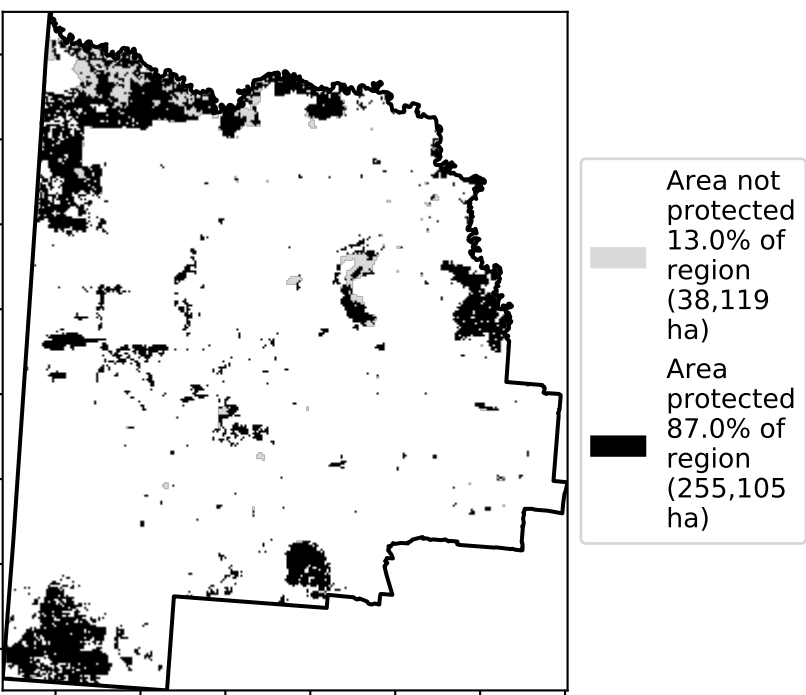 Area not
protected
13.0% of
region
(38,119
ha)
Area
protected
87.0% of
region
(255,105
ha)